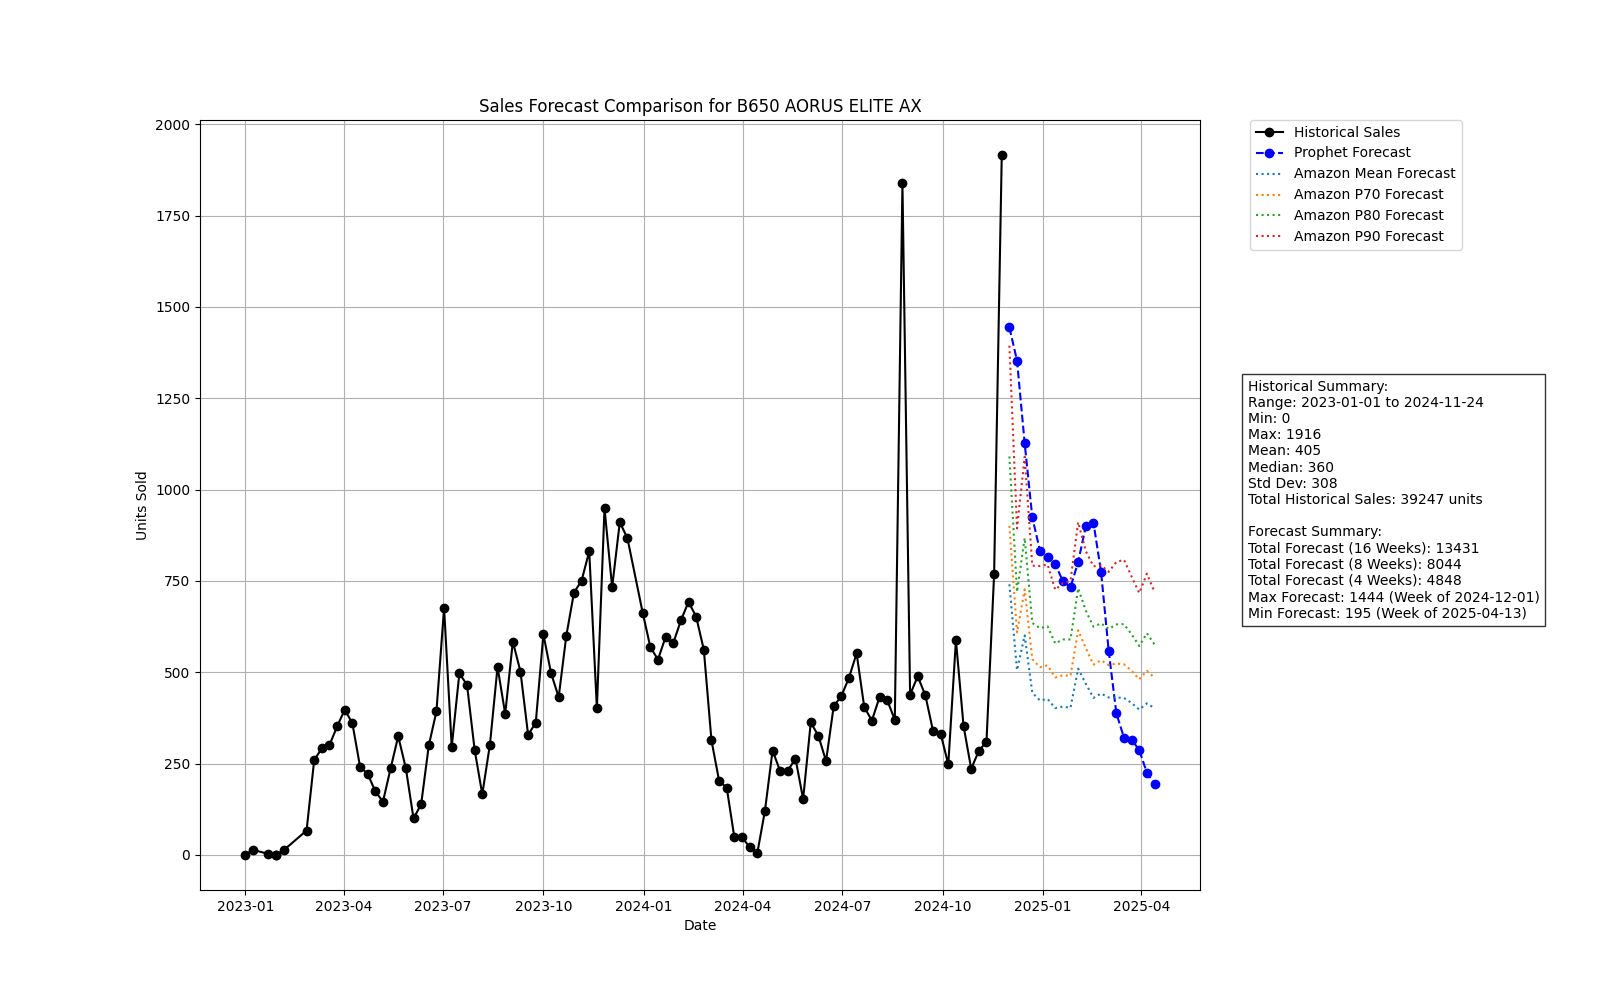 Sales Forecast Comparison for B650 AORUS ELITE AX
Units Sold
2000
1750
1500
1250
1000
750
500
250
0
2023-01
2023-04
2023-07
2023-10
2024-01
2024-04
2024-07
2024-10
2025-01
2025-04
Date
Historical Sales
Prophet Forecast
Amazon Mean Forecast
Amazon P70 Forecast
Amazon P80 Forecast
Amazon P90 Forecast
Historical Summary:
Range: 2023-01-01 to 2024-11-24
Min: 0
Max: 1916
Mean: 405
Median: 360
Std Dev: 308
Total Historical Sales: 39247 units
Forecast Summary:
Total Forecast (16 Weeks): 13431
Total Forecast (8 Weeks): 8044
Total Forecast (4 Weeks): 4848
Max Forecast: 1444 (Week of 2024-12-01)
Min Forecast: 195 (Week of 2025-04-13)